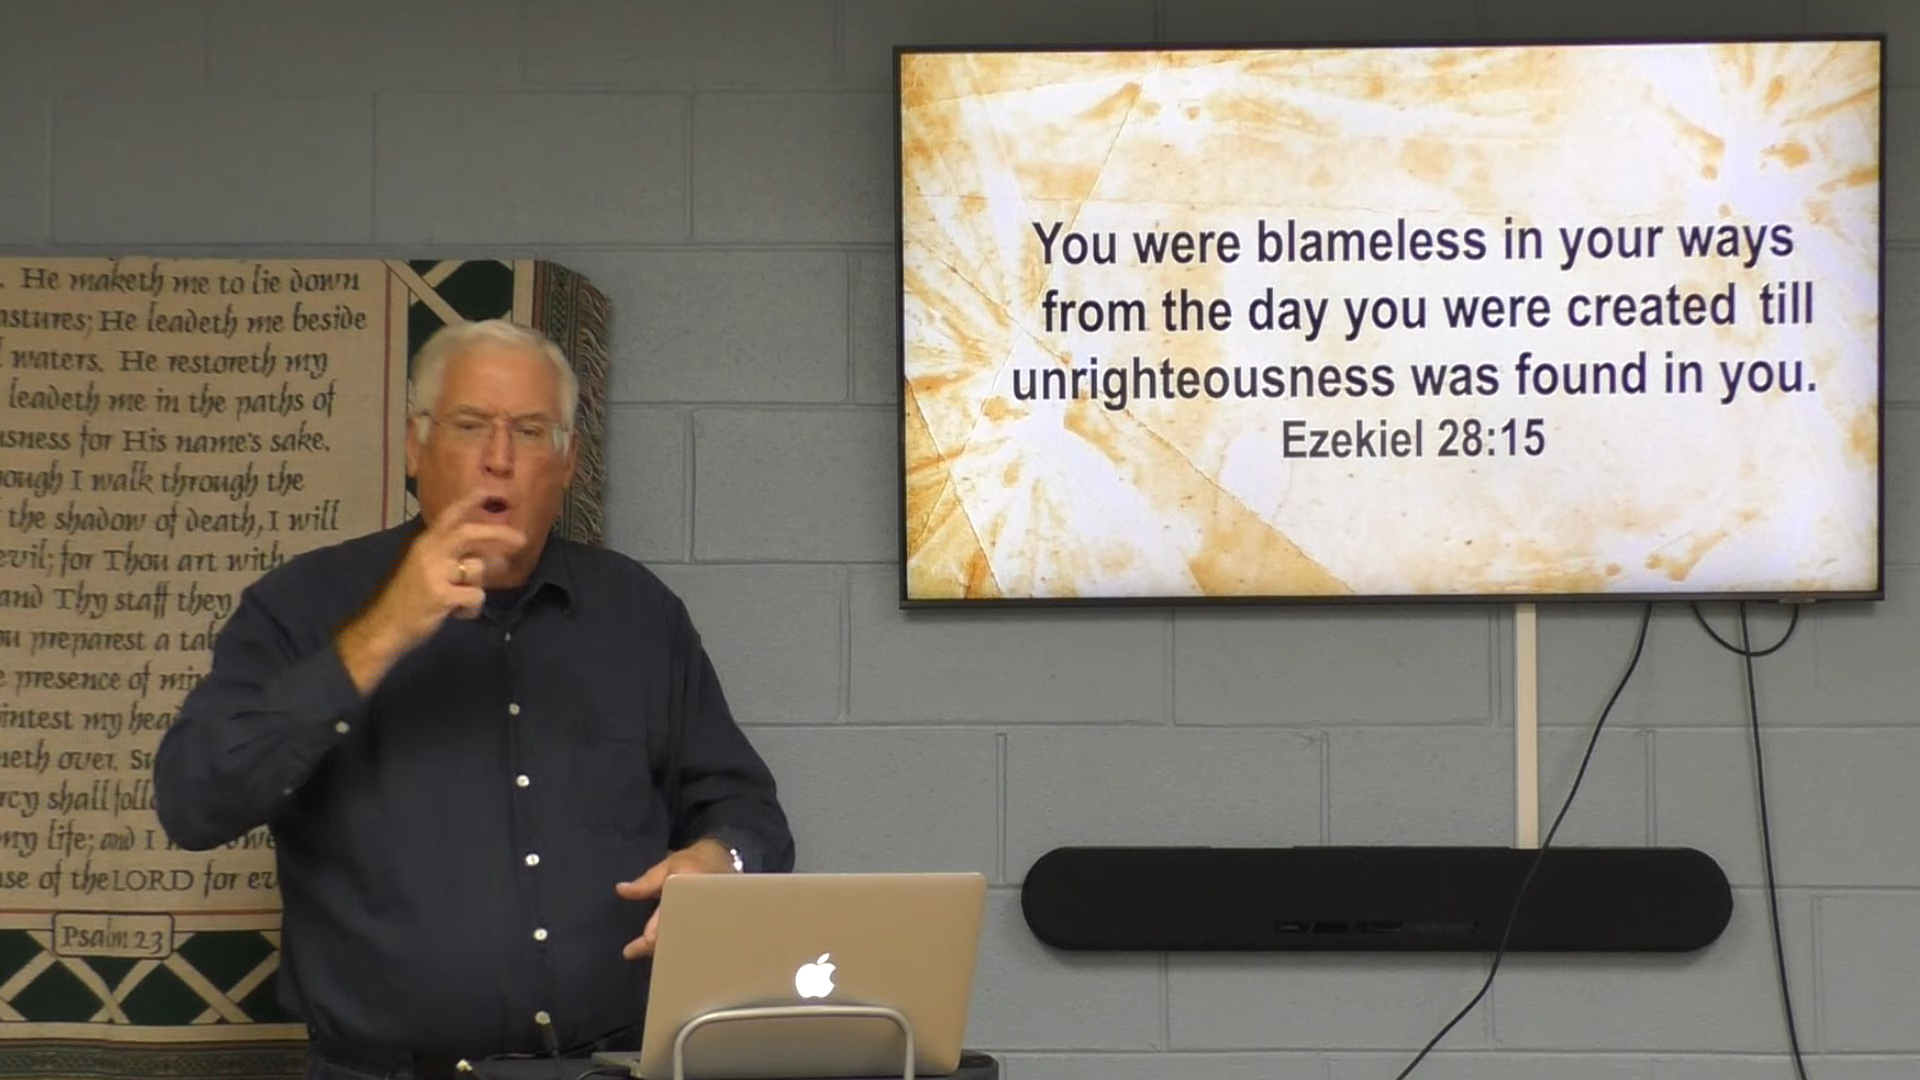 . He maketh me to lie down
He leadeth me beside
waters. He restoreth my
leadeth me in the paths of
for His name's sake.
I walk through the
the shadow of death, I will
for Thou art with
and Thy staff they
preparest a
presence of
my
over.
shall
my life; and I
of the LORD for
Psalm 23
You were blameless in your ways
from the day you were created till
unrighteousness was found in you.
Ezekiel 28:15